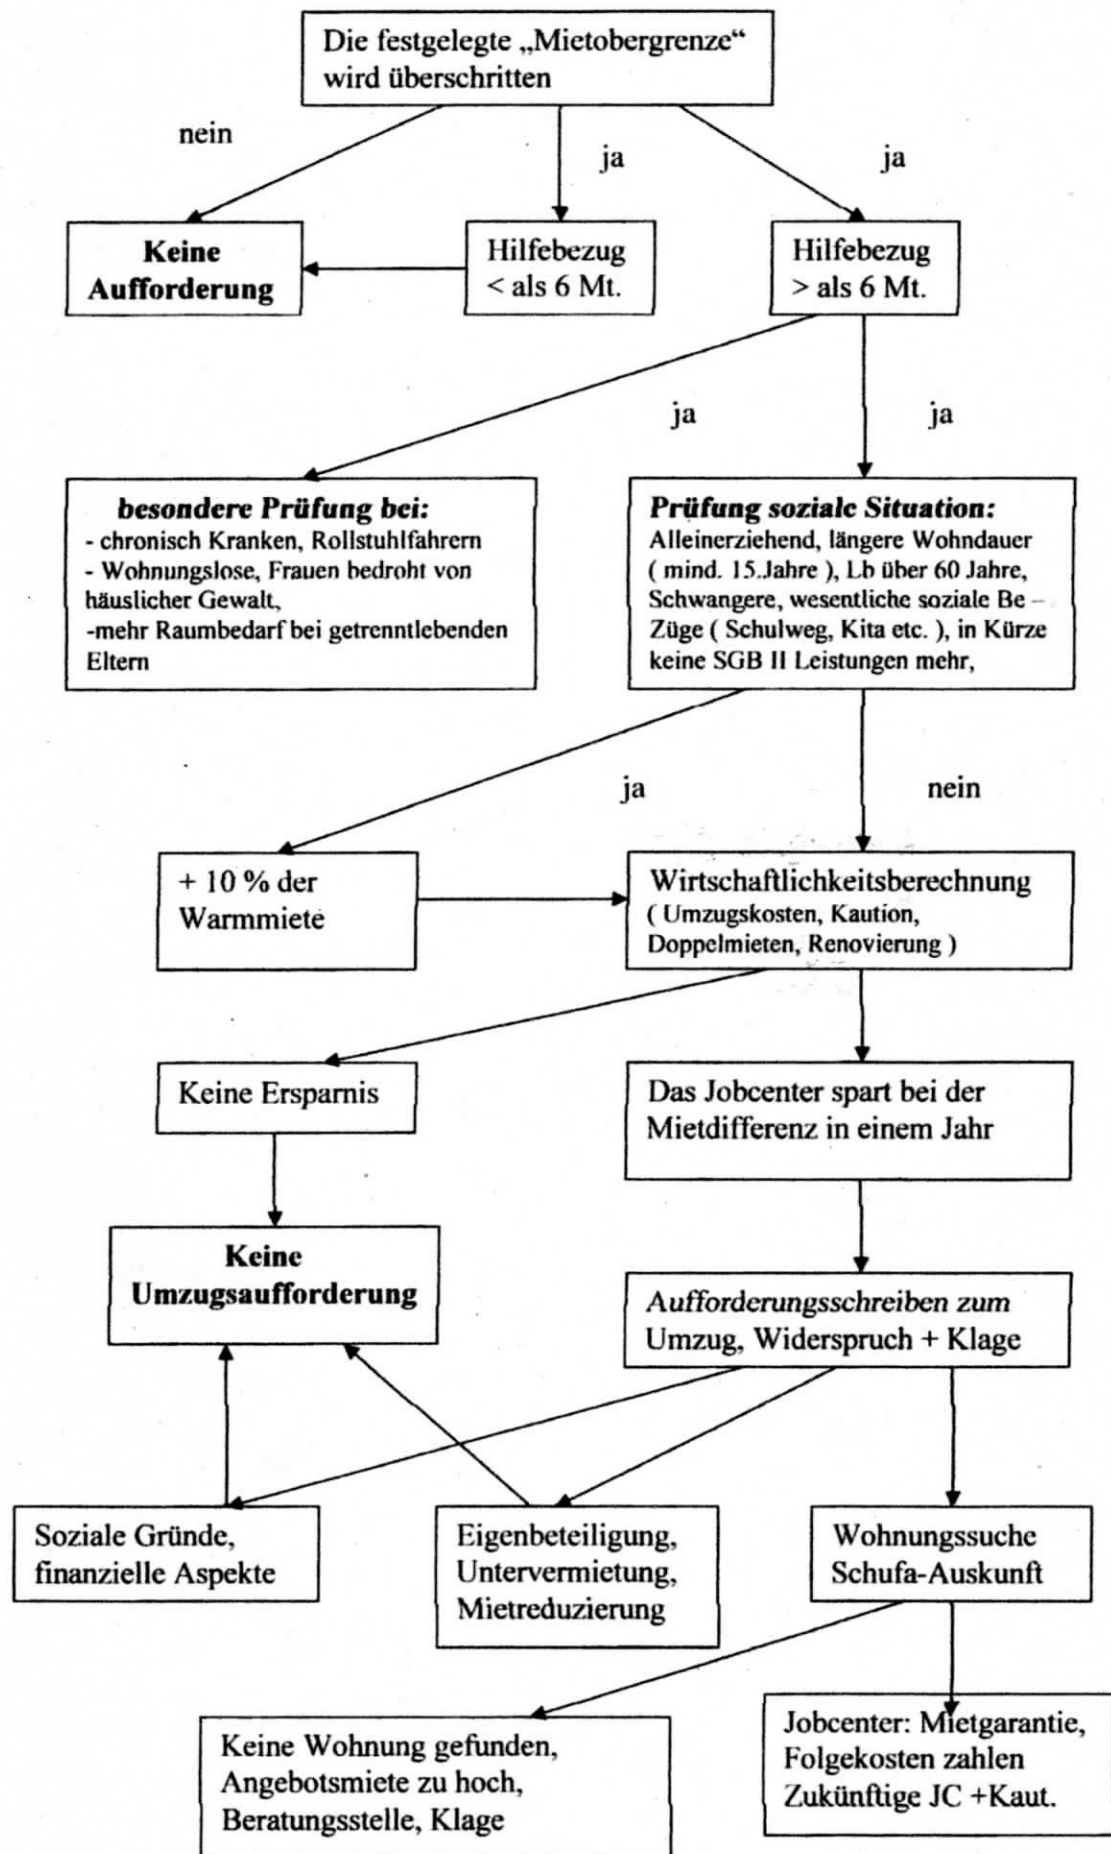 Die festgelegte „Mietobergrenze“
wird überschritten
nein
ja
ja
Keine
Aufforderung
Hilfebezug
< als 6 Mt.
Hilfebezug
> als 6 Mt.
ja
ja
besondere Prüfung bei:
- chronisch Kranken, Rollstuhlfahrern
- Wohnungslose, Frauen bedroht von
häuslicher Gewalt,
-mehr Raumbedarf bei getrenntlebenden
Eltern
Prüfung soziale Situation:
Alleinerziehend, längere Wohndauer
( mind. 15.Jahre ), Lb über 60 Jahre,
Schwangere, wesentliche soziale Be –
Züge ( Schulweg, Kita etc. ), in Kürze
keine SGB II Leistungen mehr,
ja
nein
+ 10 % der
Warmmiete
Wirtschaftlichkeitsberechnung
( Umzugskosten, Kaution,
Doppelmieten, Renovierung )
Keine Ersparnis
Das Jobcenter spart bei der
Mietdifferenz in einem Jahr
Keine
Umzugsaufforderung
Aufforderungsschreiben zum
Umzug, Widerspruch + Klage
Soziale Gründe,
finanzielle Aspekte
Eigenbeteiligung,
Untervermietung,
Mietreduzierung
Wohnungssuche
Schufa-Auskunft
Keine Wohnung gefunden,
Angebotsmiete zu hoch,
Beratungsstelle, Klage
Jobcenter: Mietgarantie,
Folgekosten zahlen
Zukünftige JC +Kaut.